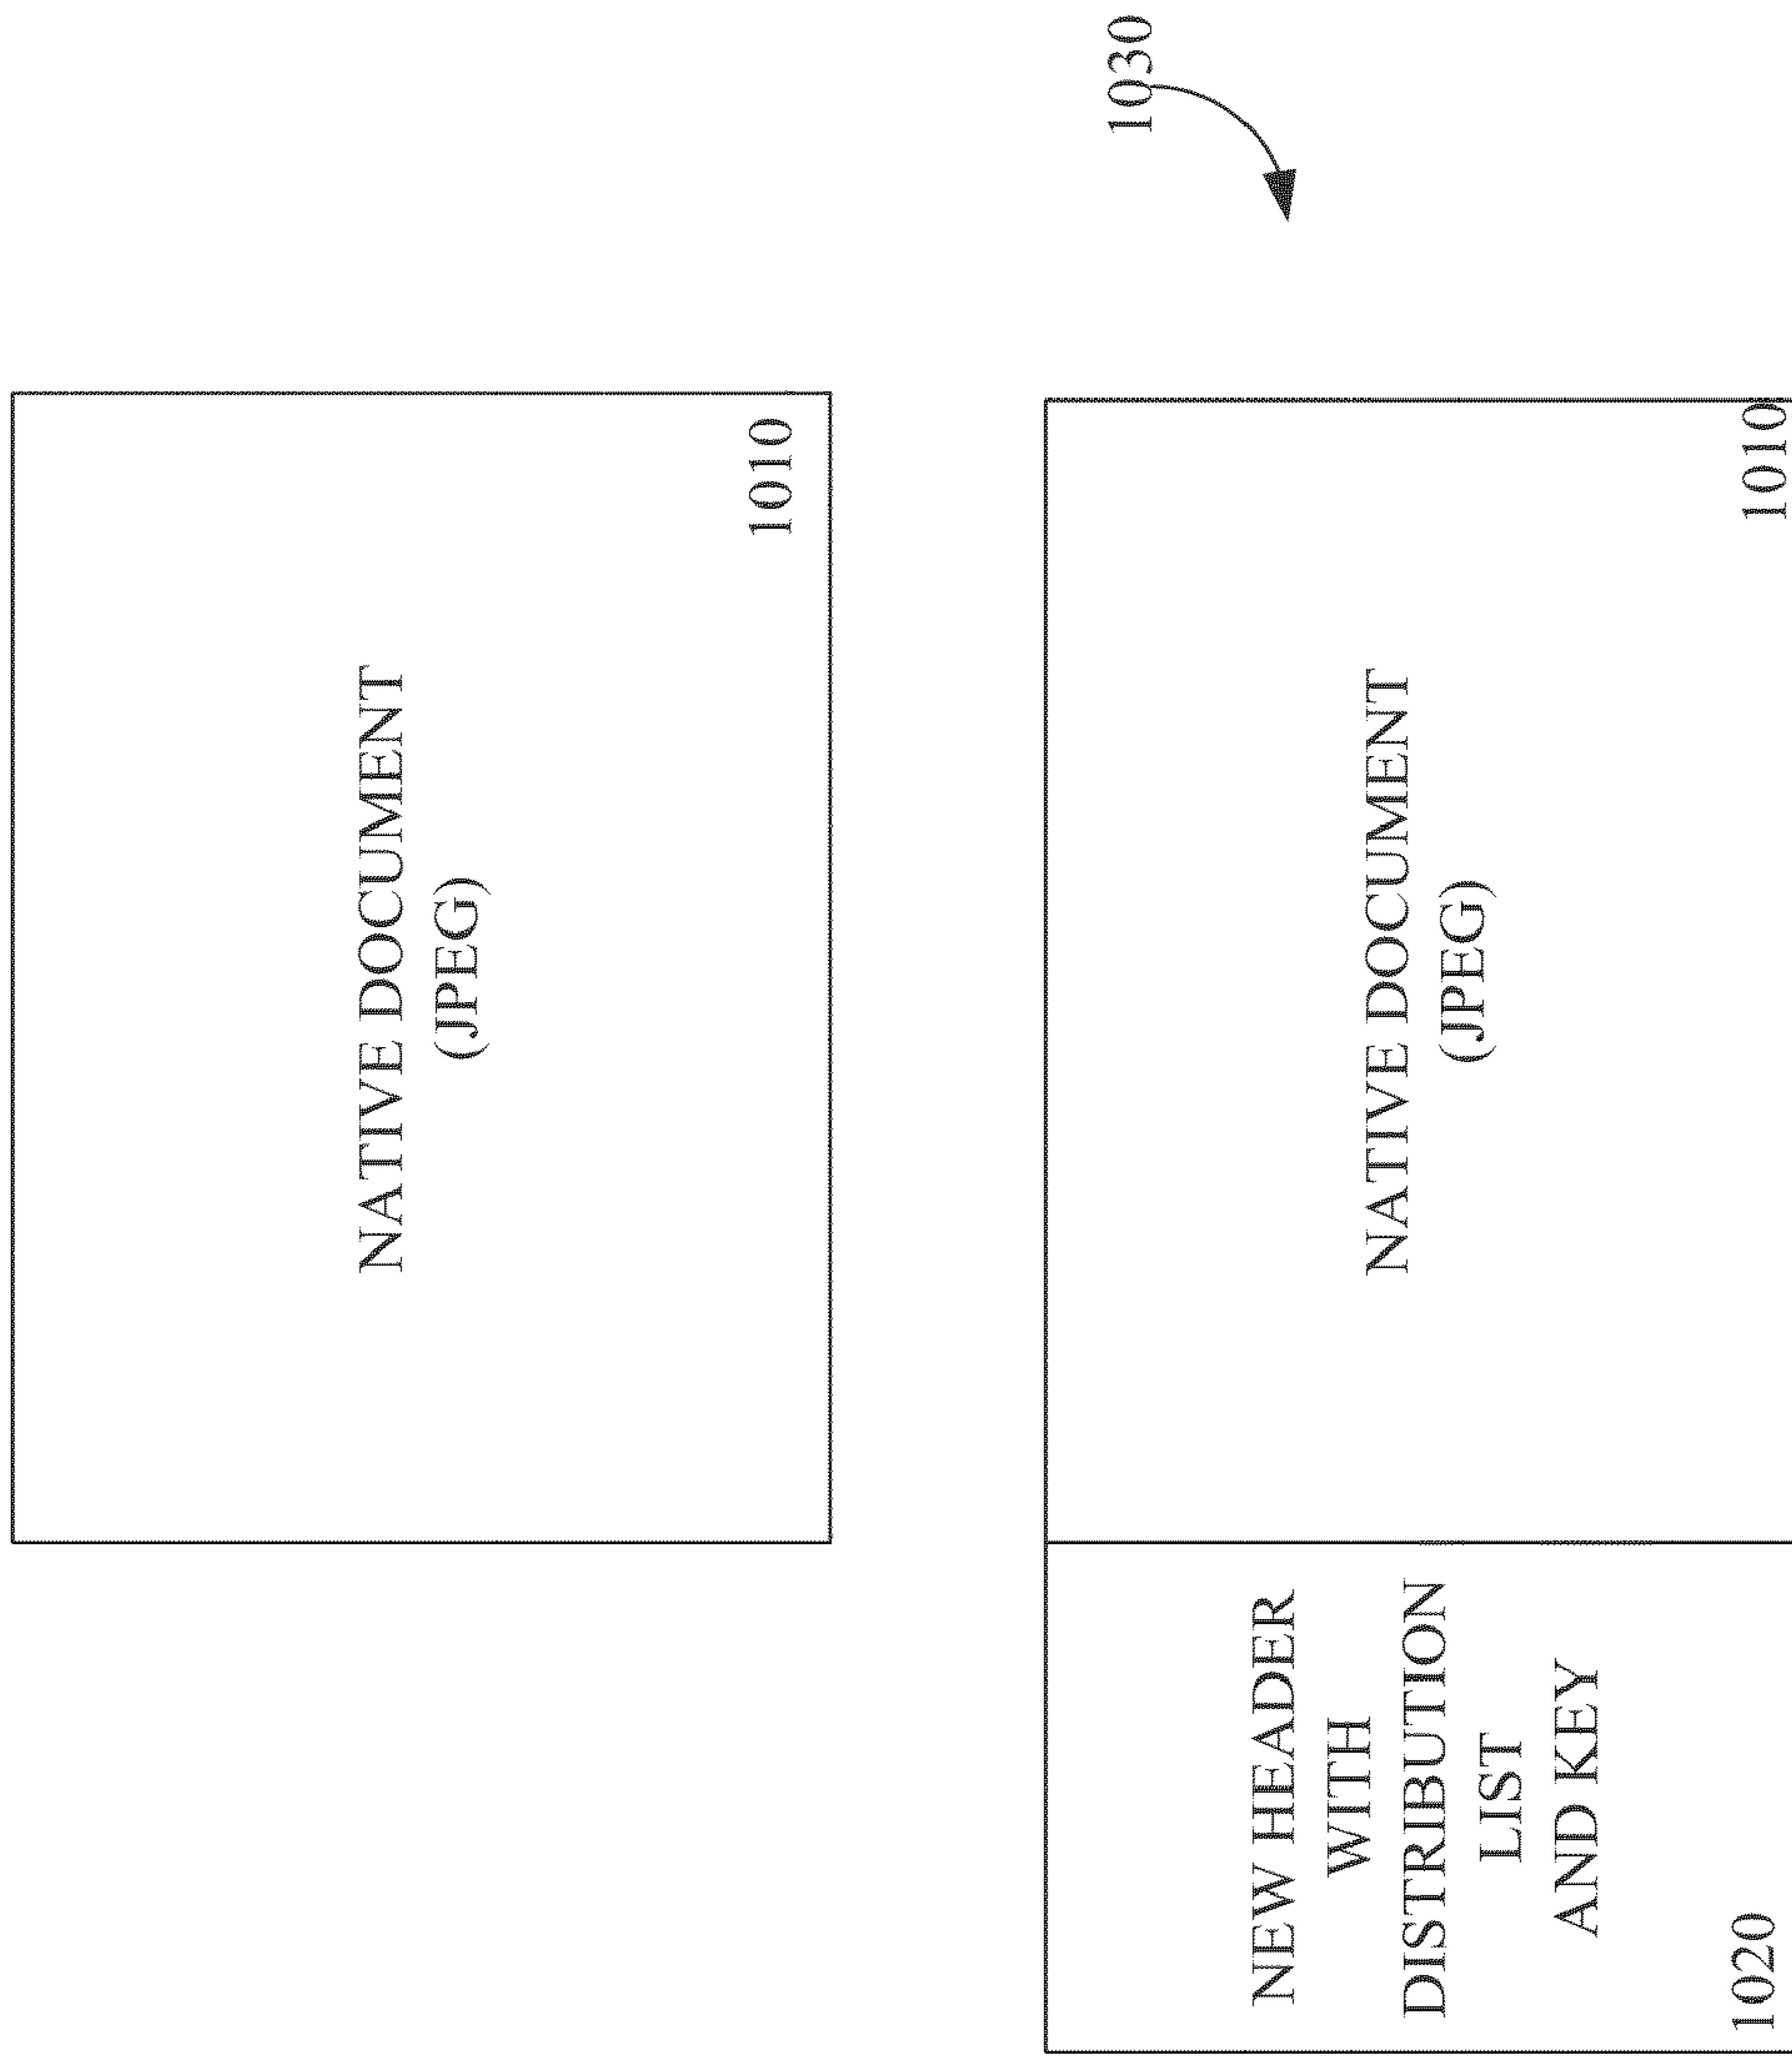 NATIVE DOCUMENT
(JPEG)
1010
1030
NEW HEADER
WITH
DISTRIBUTION
LIST
AND KEY
1020
NATIVE DOCUMENT
(JPEG)
1010